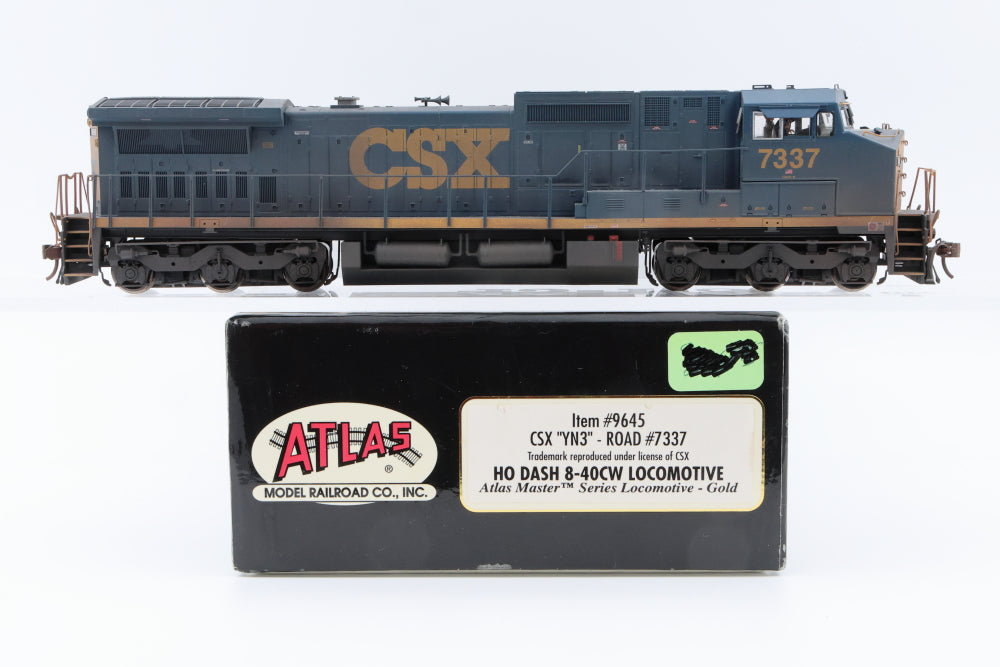 CSX
7337
ATLAS
®
MODEL RAILROAD CO., INC.
Item #9645
CSX "YN3" - ROAD #7337
Trademark reproduced under license of CSX
HO DASH 8-40CW LOCOMOTIVE
Atlas Master™ Series Locomotive - Gold